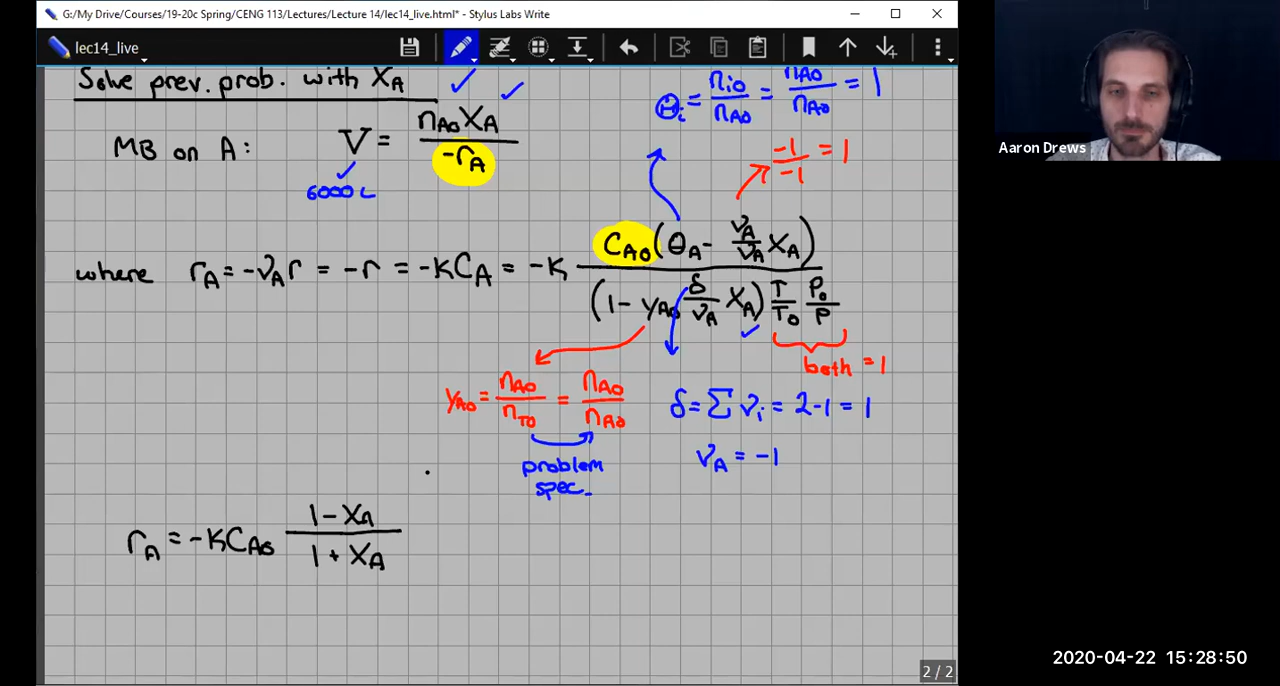 G:/My Drive/Courses/19-20c Spring/CENG 113/Lectures/Lecture 14/lec14_live.html* - Stylus Labs Write
lec14_live
Solve prev. prob. with XA
MB on A: V = nA0 XA / -rA
6000 L
Θi = ni0/nA0 = nA0/nA0 = 1
-1/-1 = 1
where rA = -νA r = -r = -KCA = -K CA0(θA - νA/νA XA) / (1 - yA0 δ/νA XA) T/T0 P0/P
both = 1
yA0 = nA0/nT0 = nA0/nA0
δ = Σ νi = 2-1 = 1
νA = -1
problem
spec.
rA = -KCA0 1 - XA / 1 + XA
2 / 2
Aaron Drews
2020-04-22 15:28:50